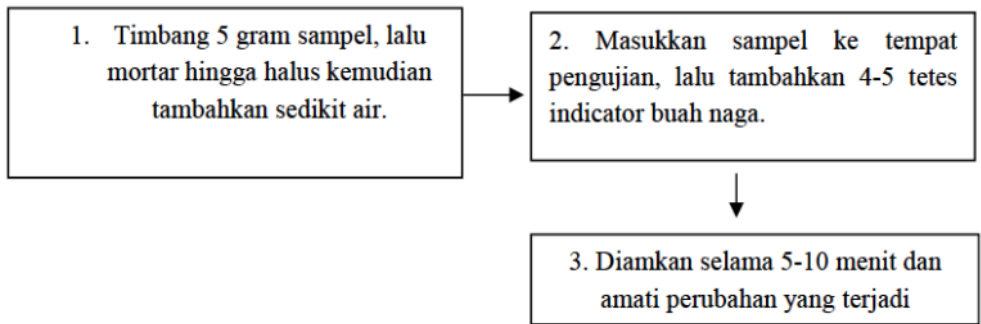 1. Timbang 5 gram sampel, lalu
mortar hingga halus kemudian
tambahkan sedikit air.
2. Masukkan sampel ke tempat
pengujian, lalu tambahkan 4-5 tetes
indicator buah naga.
3. Diamkan selama 5-10 menit dan
amati perubahan yang terjadi